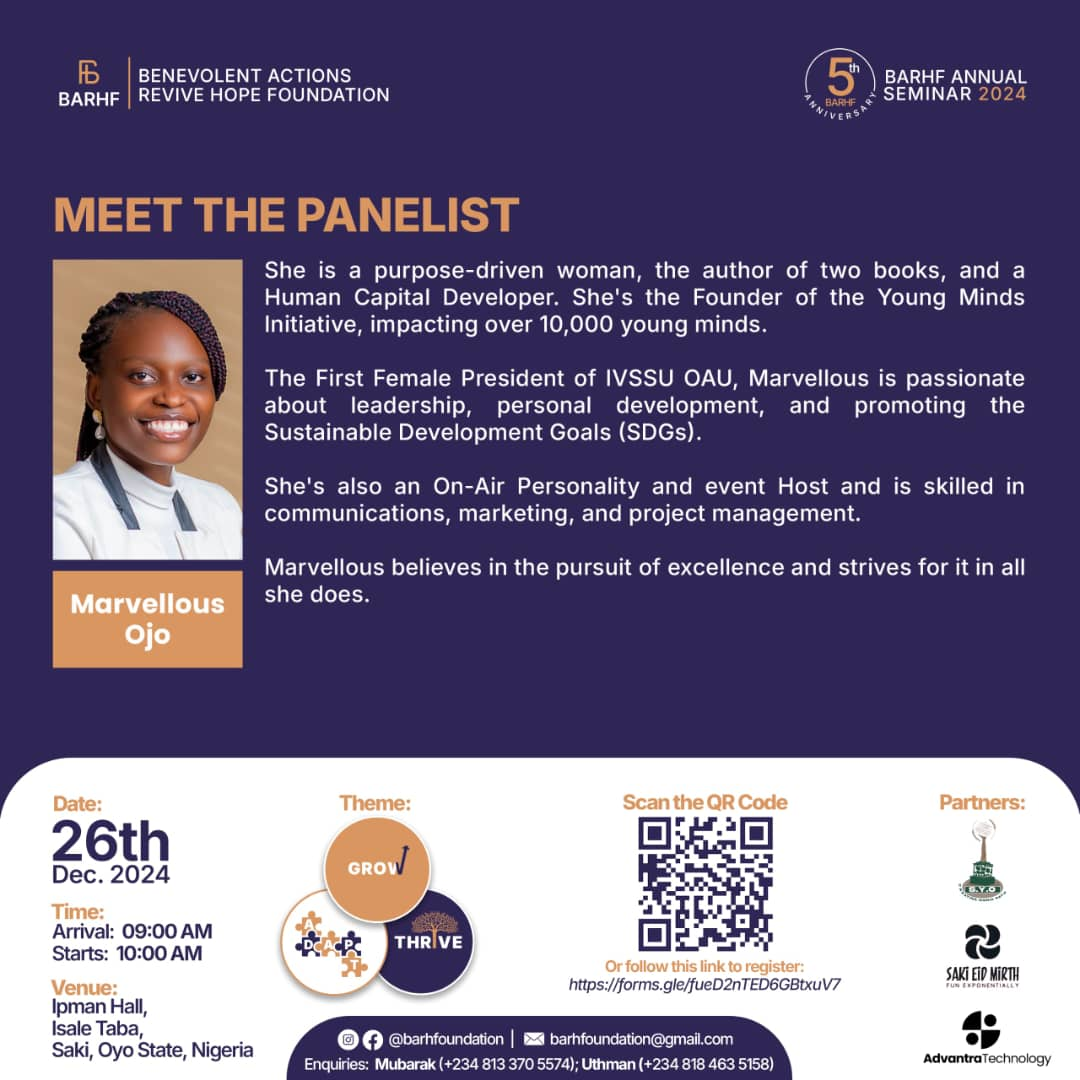 BARHF
BENEVOLENT ACTIONS
REVIVE HOPE FOUNDATION
5th
BARHF
ANNIVERSARY
BARHF ANNUAL
SEMINAR 2024
MEET THE PANELIST
She is a purpose-driven woman, the author of two books, and a
Human Capital Developer. She's the Founder of the Young Minds
Initiative, impacting over 10,000 young minds.
The First Female President of IVSSU OAU, Marvellous is passionate
about leadership, personal development, and promoting the
Sustainable Development Goals (SDGs).
She's also an On-Air Personality and event Host and is skilled in
communications, marketing, and project management.
Marvellous believes in the pursuit of excellence and strives for it in all
she does.
Marvellous
Ojo
Date:
26th
Dec. 2024
Time:
Arrival: 09:00 AM
Starts: 10:00 AM
Venue:
Ipman Hall,
Isale Taba,
Saki, Oyo State, Nigeria
Theme:
GROW
ADAPT
THRIVE
Scan the QR Code
Or follow this link to register:
https://forms.gle/fueD2nTED6GBtxuV7
Partners:
S.Y.O
SAKI EID MIRTH
FUN EXPONENTIALLY
AdvantraTechnology
@barhfoundation | barhfoundation@gmail.com
Enquiries: Mubarak (+234 813 370 5574); Uthman (+234 818 463 5158)